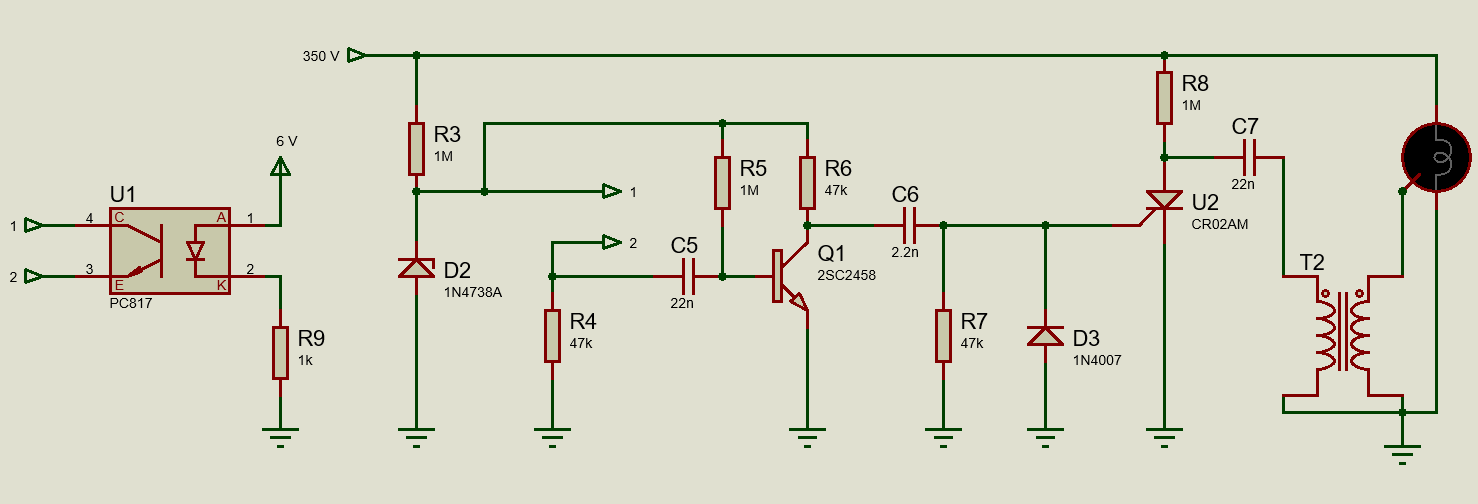 350 V
R8
1M
C7
22n
R3
1M
6 V
U1
1
4
C
A
1
2
3
E
K
2
PC817
R9
1k
1
2
D2
1N4738A
R4
47k
C5
22n
R5
1M
R6
47k
Q1
2SC2458
C6
2.2n
R7
47k
D3
1N4007
U2
CR02AM
T2